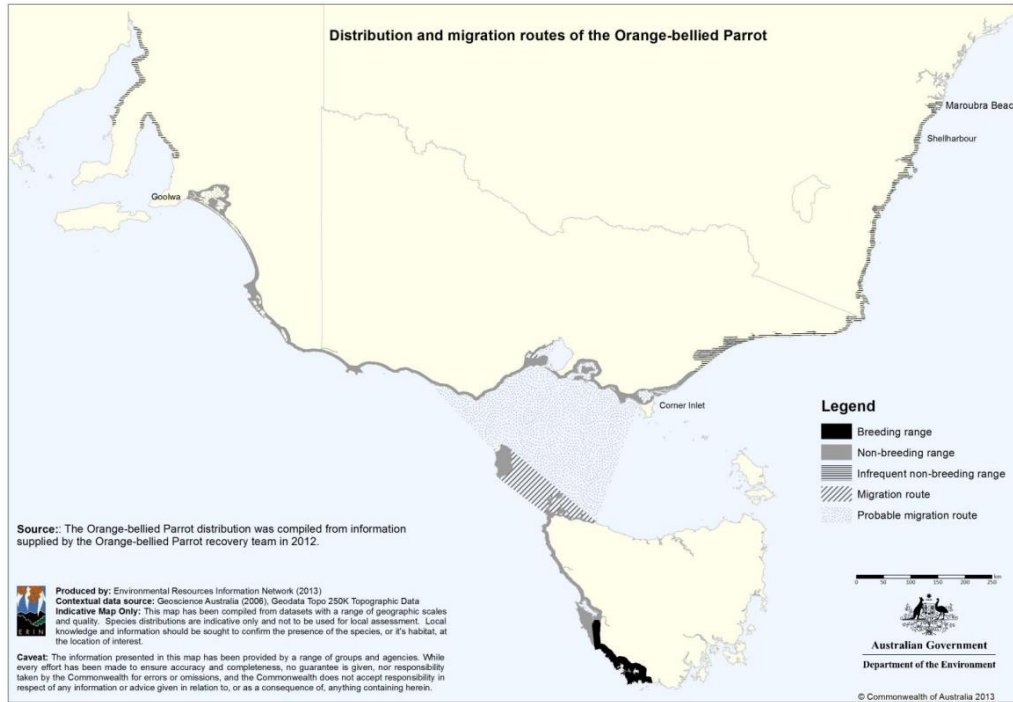 Distribution and migration routes of the Orange-bellied Parrot
Maroubra Beach
Shellharbour
Goolwa
Corner Inlet
Legend
Breeding range
Non-breeding range
Infrequent non-breeding range
Migration route
Probable migration route
Source:: The Orange-bellied Parrot distribution was compiled from information
supplied by the Orange-bellied Parrot recovery team in 2012.
0 50 100 150 200 250
km
ERIN
Produced by: Environmental Resources Information Network (2013)
Contextual data source: Geoscience Australia (2006), Geodata Topo 250K Topographic Data
Indicative Map Only: This map has been compiled from datasets with a range of geographic scales
and quality. Species distributions are indicative only and not to be used for local assessment. Local
knowledge and information should be sought to confirm the presence of the species, or it's habitat, at
the location of interest.
Caveat: The information presented in this map has been provided by a range of groups and agencies. While
every effort has been made to ensure accuracy and completeness, no guarantee is given, nor responsibility
taken by the Commonwealth for errors or omissions, and the Commonwealth does not accept responsibility in
respect of any information or advice given in relation to, or as a consequence of, anything containing herein.
Australian Government
Department of the Environment
© Commonwealth of Australia 2013